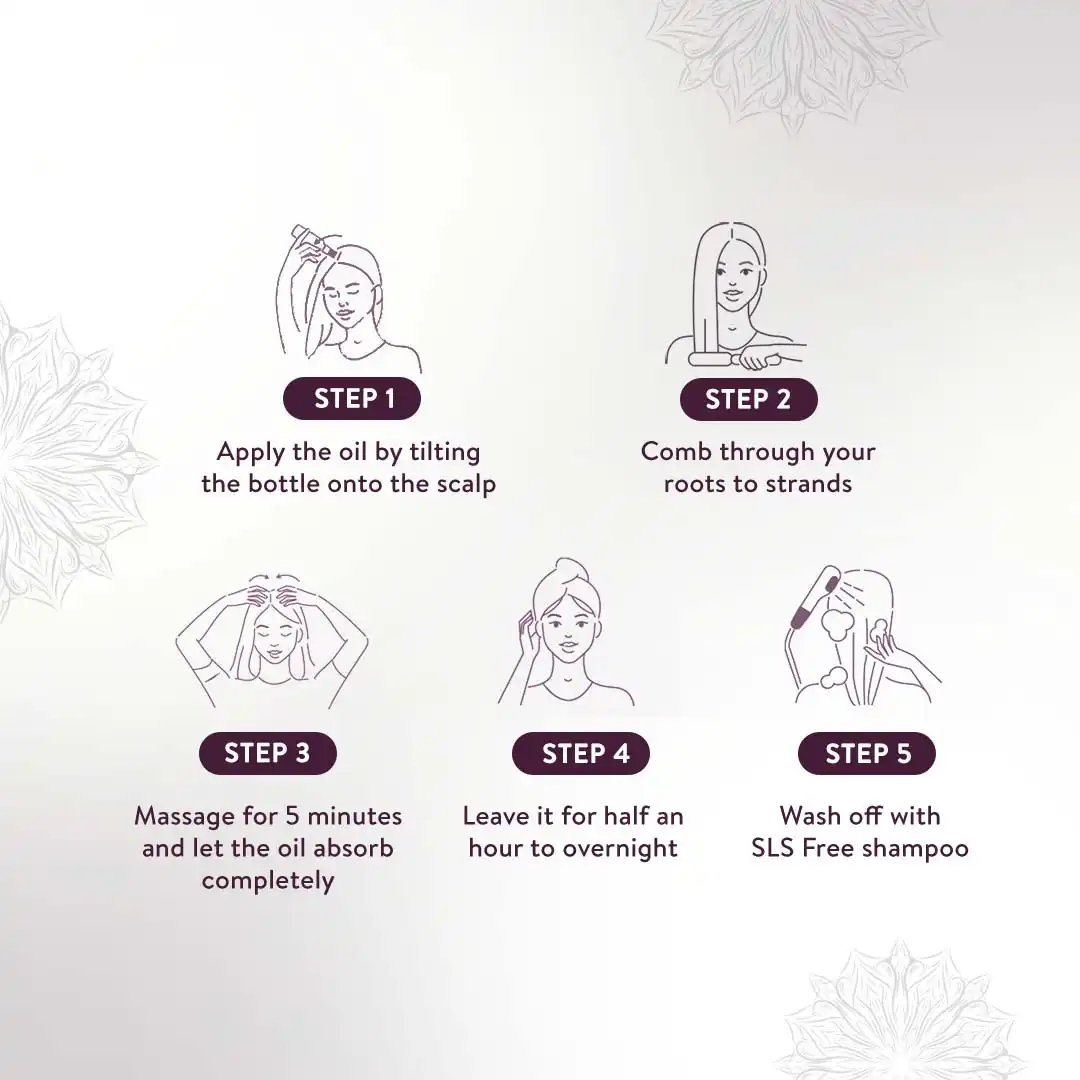 STEP 1
Apply the oil by tilting
the bottle onto the scalp
STEP 2
Comb through your
roots to strands
STEP 3
Massage for 5 minutes
and let the oil absorb
completely
STEP 4
Leave it for half an
hour to overnight
STEP 5
Wash off with
SLS Free shampoo